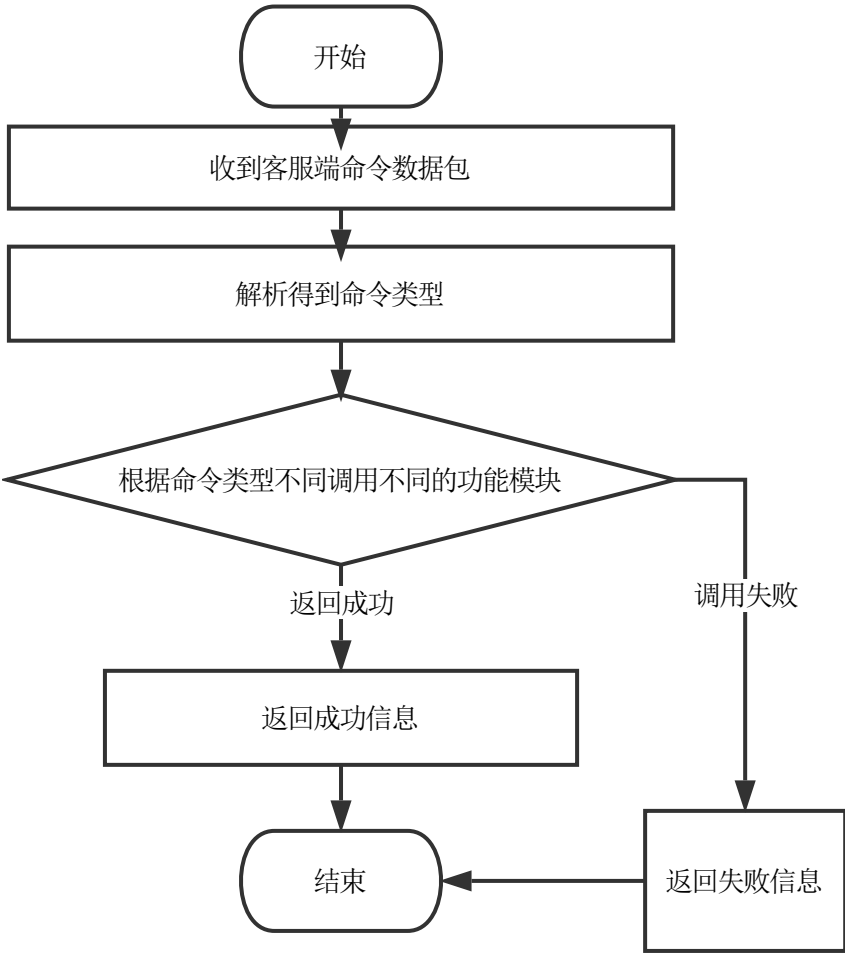 开始
收到客服端命令数据包
解析得到命令类型
根据命令类型不同调用不同的功能模块
返回成功
调用失败
返回成功信息
结束
返回失败信息